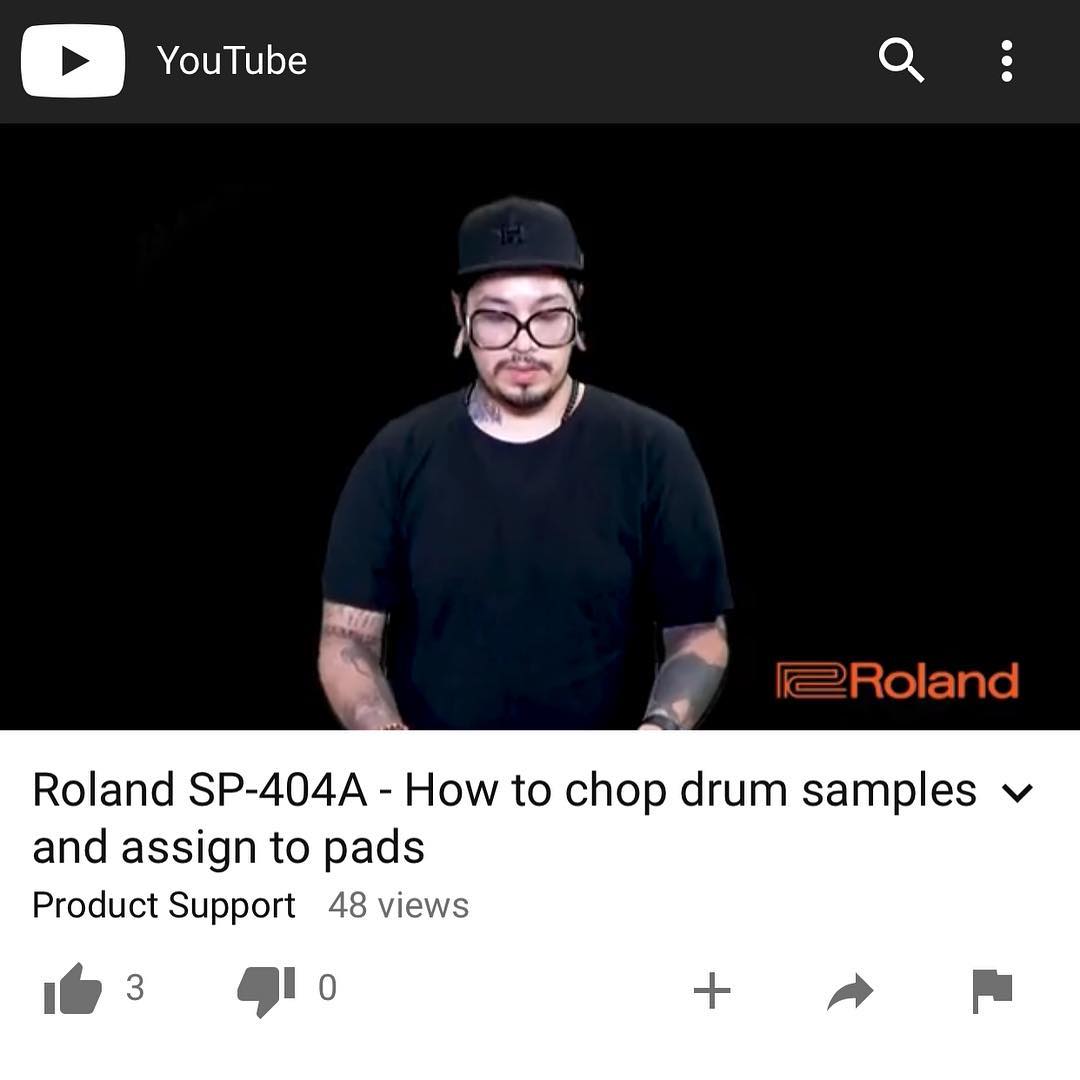 YouTube
Roland
Roland SP-404A - How to chop drum samples
and assign to pads
Product Support 48 views
3 0